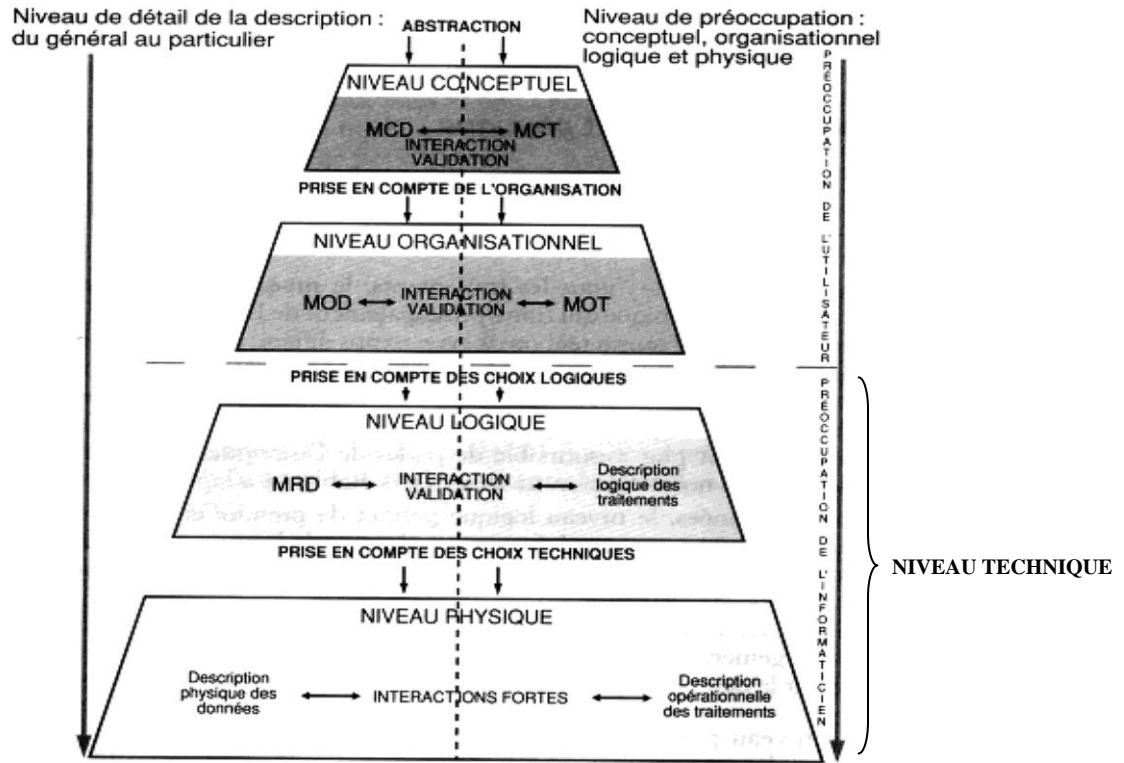 Niveau de détail de la description :
du général au particulier
ABSTRACTION
Niveau de préoccupation :
conceptuel, organisationnel
logique et physique
NIVEAU CONCEPTUEL
MCD MCT
INTERACTION
VALIDATION
PRISE EN COMPTE DE L'ORGANISATION
NIVEAU ORGANISATIONNEL
MOD INTERACTION MOT
VALIDATION
PRÉOCCUPATION DE L'UTILISATEUR
PRISE EN COMPTE DES CHOIX LOGIQUES
NIVEAU LOGIQUE
MRD INTERACTION
VALIDATION
Description
logique des
traitements
PRISE EN COMPTE DES CHOIX TECHNIQUES
NIVEAU PHYSIQUE
Description
physique des
données
INTERACTIONS FORTES
Description
opérationnelle
des traitements
PRÉOCCUPATION DE L'INFORMATICIEN
NIVEAU TECHNIQUE